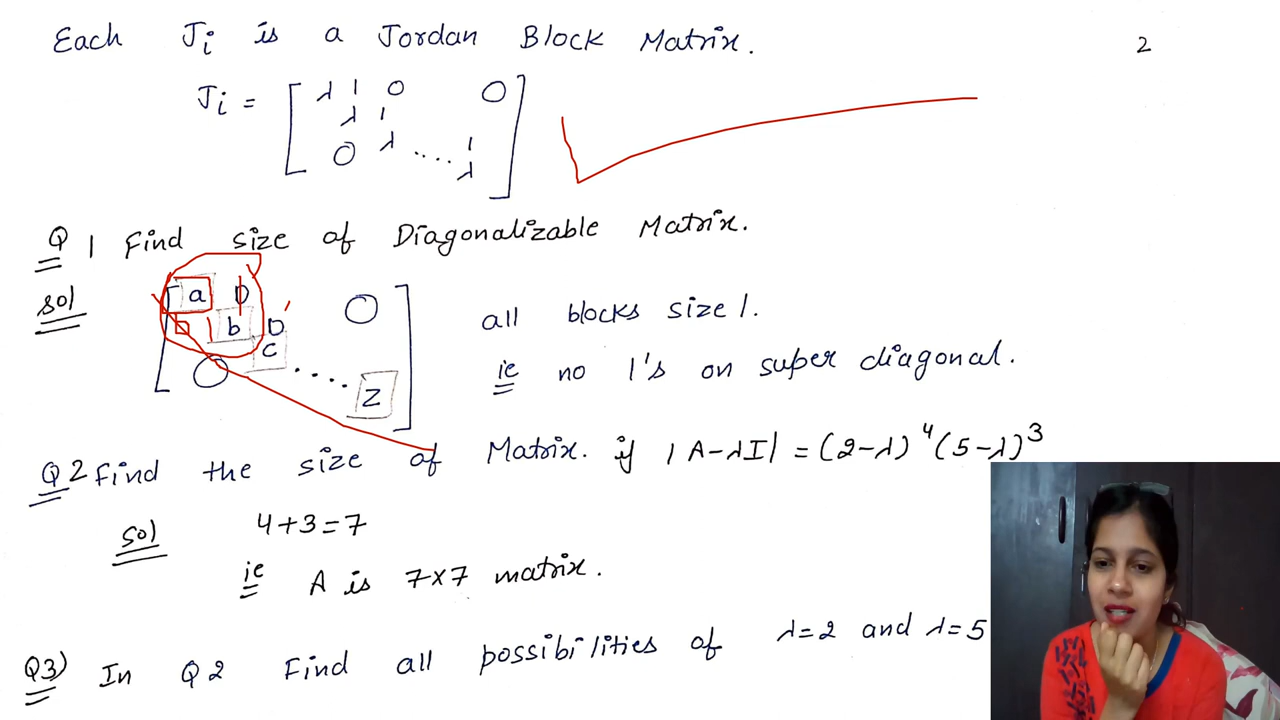 Each Ji is a Jordan Block Matrix.
2
Ji = [ λ 1 0 0
λ 1
0 λ .... 1
λ ]
Q 1 Find size of Diagonalizable Matrix.
Sol
[ a 0 0
b 0
c
0 ....
z ]
all blocks size 1.
ie no 1's on super diagonal.
Q 2 Find the size of Matrix. if |A-λI| = (2-λ)⁴ (5-λ)³
Sol 4+3=7
ie A is 7×7 matrix.
Q3) In Q 2 Find all possibilities of λ=2 and λ=5